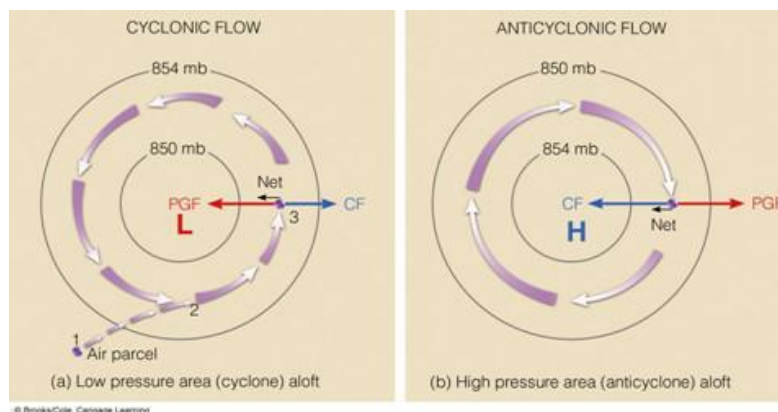 CYCLONIC FLOW
854 mb
850 mb
Net
PGF
CF
L
3
2
1
Air parcel
(a) Low pressure area (cyclone) aloft
ANTICYCLONIC FLOW
850 mb
854 mb
CF
PGF
H
Net
(b) High pressure area (anticyclone) aloft
© Brooks/Cole, Cengage Learning